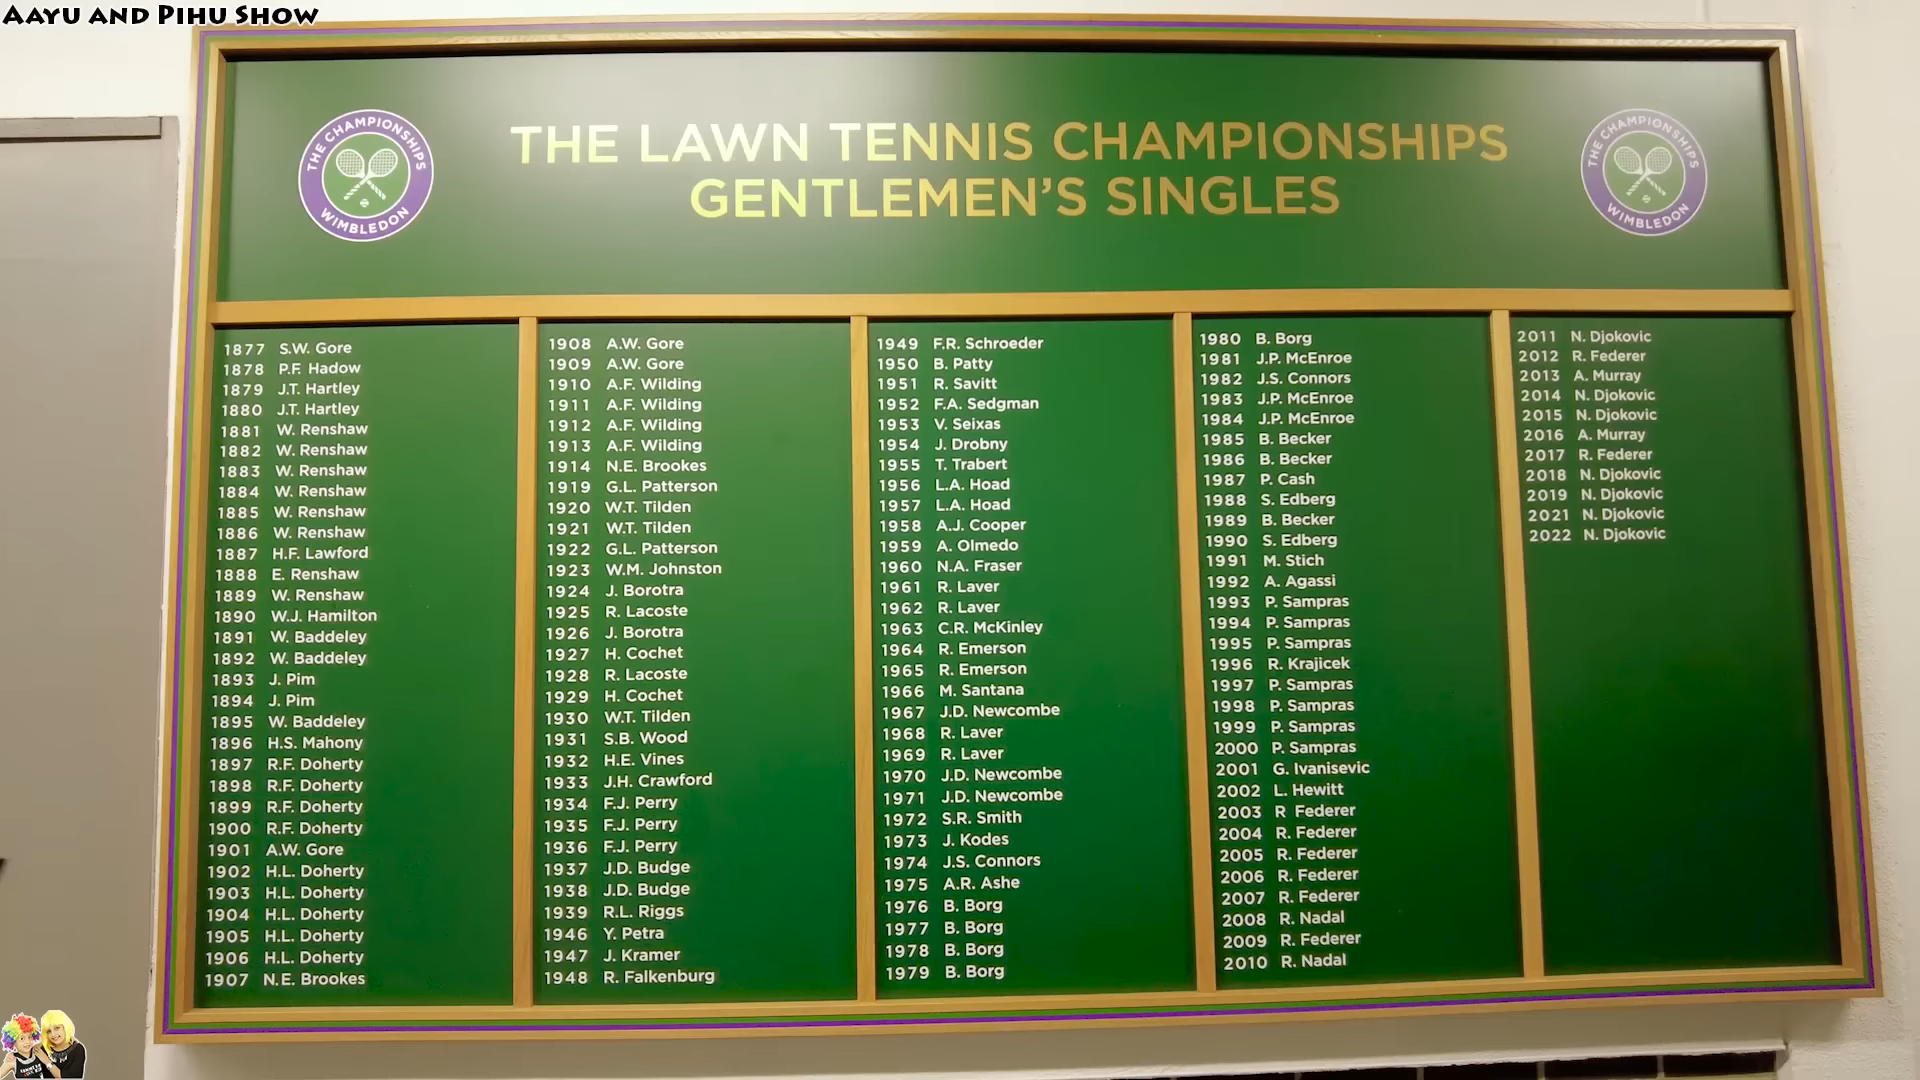 Aayu and Pihu Show
THE CHAMPIONSHIPS
WIMBLEDON
THE LAWN TENNIS CHAMPIONSHIPS
GENTLEMEN'S SINGLES
THE CHAMPIONSHIPS
WIMBLEDON
1877 S.W. Gore
1878 P.F. Hadow
1879 J.T. Hartley
1880 J.T. Hartley
1881 W. Renshaw
1882 W. Renshaw
1883 W. Renshaw
1884 W. Renshaw
1885 W. Renshaw
1886 W. Renshaw
1887 H.F. Lawford
1888 E. Renshaw
1889 W. Renshaw
1890 W.J. Hamilton
1891 W. Baddeley
1892 W. Baddeley
1893 J. Pim
1894 J. Pim
1895 W. Baddeley
1896 H.S. Mahony
1897 R.F. Doherty
1898 R.F. Doherty
1899 R.F. Doherty
1900 R.F. Doherty
1901 A.W. Gore
1902 H.L. Doherty
1903 H.L. Doherty
1904 H.L. Doherty
1905 H.L. Doherty
1906 H.L. Doherty
1907 N.E. Brookes
1908 A.W. Gore
1909 A.W. Gore
1910 A.F. Wilding
1911 A.F. Wilding
1912 A.F. Wilding
1913 A.F. Wilding
1914 N.E. Brookes
1919 G.L. Patterson
1920 W.T. Tilden
1921 W.T. Tilden
1922 G.L. Patterson
1923 W.M. Johnston
1924 J. Borotra
1925 R. Lacoste
1926 J. Borotra
1927 H. Cochet
1928 R. Lacoste
1929 H. Cochet
1930 W.T. Tilden
1931 S.B. Wood
1932 H.E. Vines
1933 J.H. Crawford
1934 F.J. Perry
1935 F.J. Perry
1936 F.J. Perry
1937 J.D. Budge
1938 J.D. Budge
1939 R.L. Riggs
1946 Y. Petra
1947 J. Kramer
1948 R. Falkenburg
1949 F.R. Schroeder
1950 B. Patty
1951 R. Savitt
1952 F.A. Sedgman
1953 V. Seixas
1954 J. Drobny
1955 T. Trabert
1956 L.A. Hoad
1957 L.A. Hoad
1958 A.J. Cooper
1959 A. Olmedo
1960 N.A. Fraser
1961 R. Laver
1962 R. Laver
1963 C.R. McKinley
1964 R. Emerson
1965 R. Emerson
1966 M. Santana
1967 J.D. Newcombe
1968 R. Laver
1969 R. Laver
1970 J.D. Newcombe
1971 J.D. Newcombe
1972 S.R. Smith
1973 J. Kodes
1974 J.S. Connors
1975 A.R. Ashe
1976 B. Borg
1977 B. Borg
1978 B. Borg
1979 B. Borg
1980 B. Borg
1981 J.P. McEnroe
1982 J.S. Connors
1983 J.P. McEnroe
1984 J.P. McEnroe
1985 B. Becker
1986 B. Becker
1987 P. Cash
1988 S. Edberg
1989 B. Becker
1990 S. Edberg
1991 M. Stich
1992 A. Agassi
1993 P. Sampras
1994 P. Sampras
1995 P. Sampras
1996 R. Krajicek
1997 P. Sampras
1998 P. Sampras
1999 P. Sampras
2000 P. Sampras
2001 G. Ivanisevic
2002 L. Hewitt
2003 R Federer
2004 R. Federer
2005 R. Federer
2006 R. Federer
2007 R. Federer
2008 R. Nadal
2009 R. Federer
2010 R. Nadal
2011 N. Djokovic
2012 R. Federer
2013 A. Murray
2014 N. Djokovic
2015 N. Djokovic
2016 A. Murray
2017 R. Federer
2018 N. Djokovic
2019 N. Djokovic
2021 N. Djokovic
2022 N. Djokovic